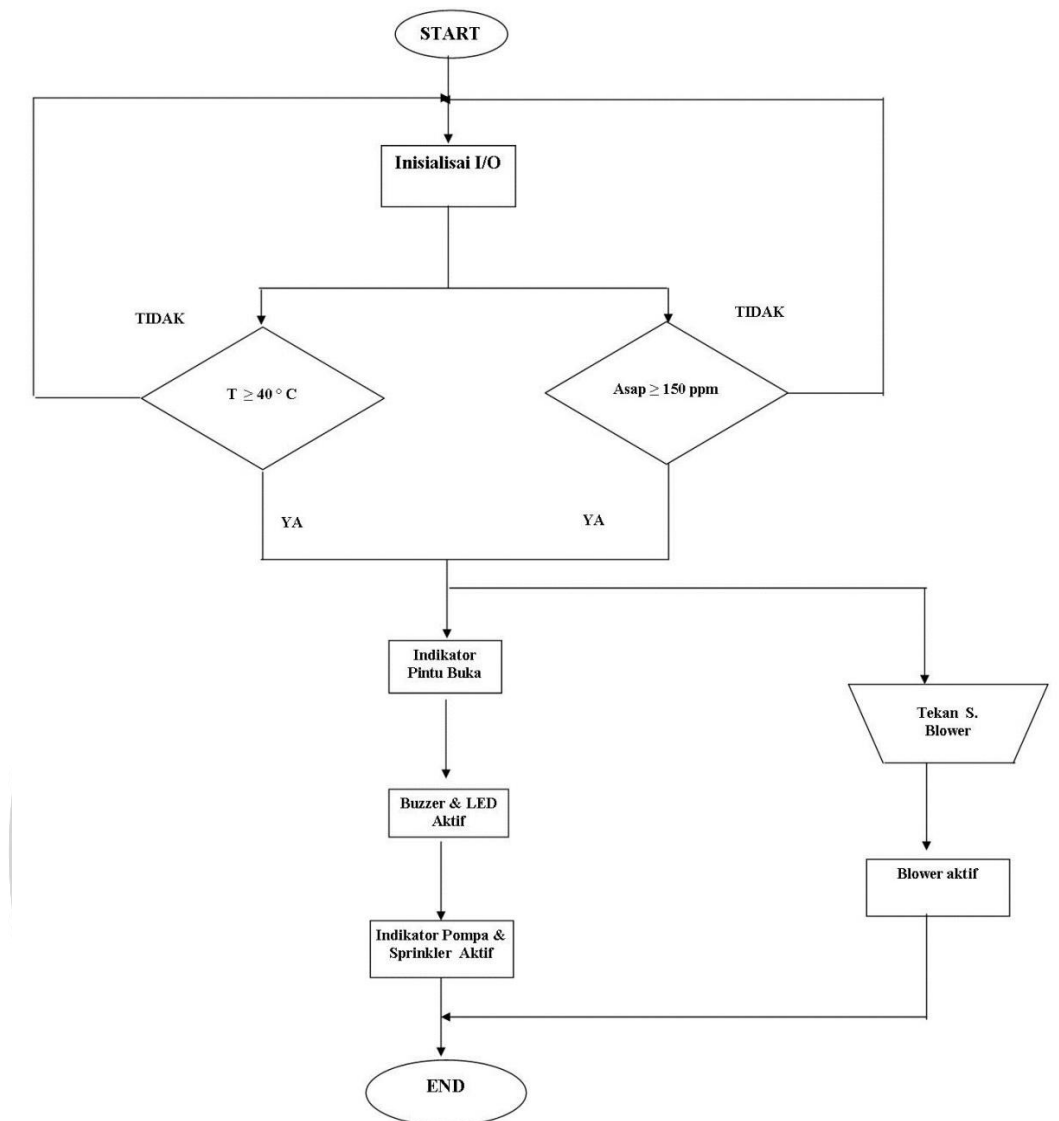 START
Inisialisai I/O
TIDAK
TIDAK
T ≥ 40 ° C
Asap ≥ 150 ppm
YA
YA
Indikator
Pintu Buka
Tekan S.
Blower
Buzzer & LED
Aktif
Blower aktif
Indikator Pompa &
Sprinkler Aktif
END